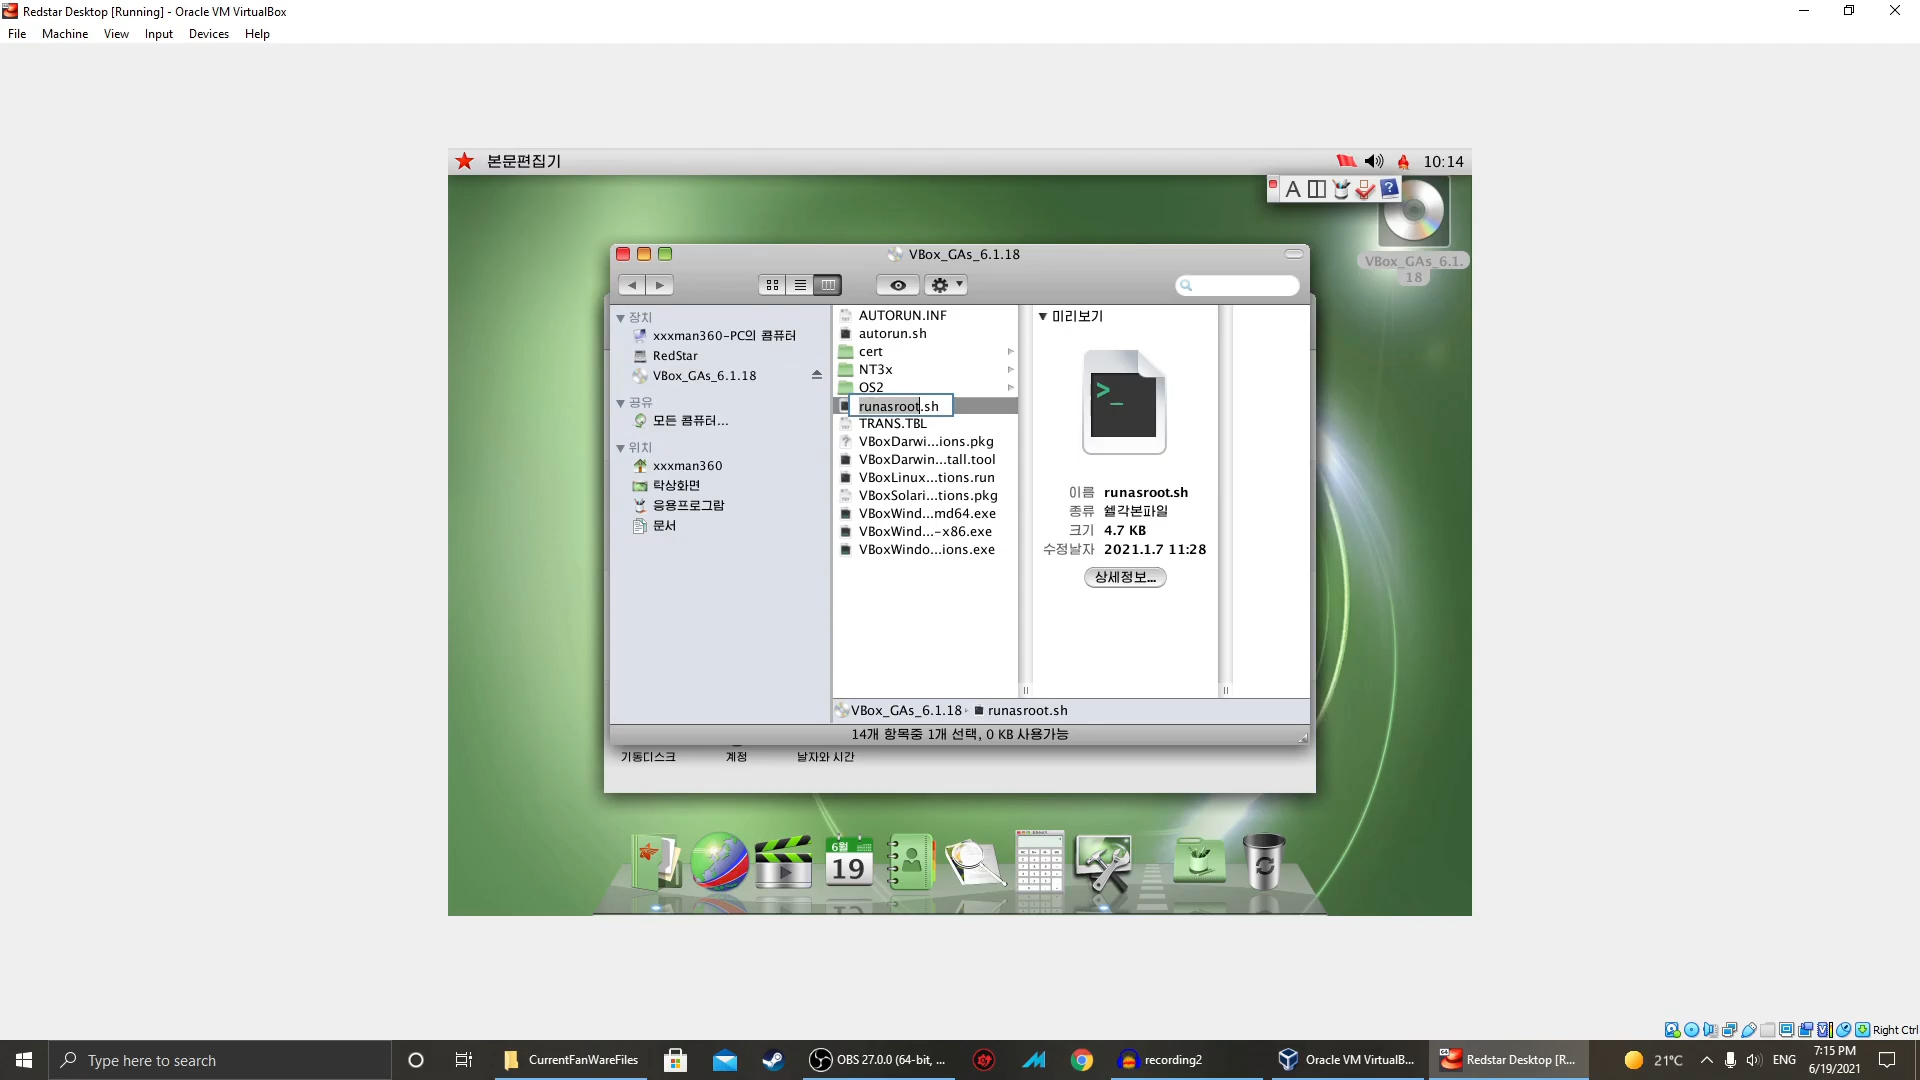 Redstar Desktop [Running] - Oracle VM VirtualBox
File Machine View Input Devices Help
본문편집기
10:14
VBox_GAs_6.1.
18
VBox_GAs_6.1.18
장치
xxxman360-PC의 콤퓨터
RedStar
VBox_GAs_6.1.18
공유
모든 콤퓨터...
위치
xxxman360
탁상화면
응용프로그람
문서
AUTORUN.INF
autorun.sh
cert
NT3x
OS2
runasroot.sh
TRANS.TBL
VBoxDarwi...ions.pkg
VBoxDarwin...tall.tool
VBoxLinux...tions.run
VBoxSolari...tions.pkg
VBoxWind...md64.exe
VBoxWind...-x86.exe
VBoxWindo...ions.exe
미리보기
이름 runasroot.sh
종류 쉘각본파일
크기 4.7 KB
수정날자 2021.1.7 11:28
상세정보...
VBox_GAs_6.1.18 runasroot.sh
14개 항목중 1개 선택, 0 KB 사용가능
기동디스크 계정 날자와 시간
6월
19
Right Ctrl
Type here to search
CurrentFanWareFiles
OBS 27.0.0 (64-bit, ...
recording2
Oracle VM VirtualB...
Redstar Desktop [R...
21°C
ENG
7:15 PM
6/19/2021